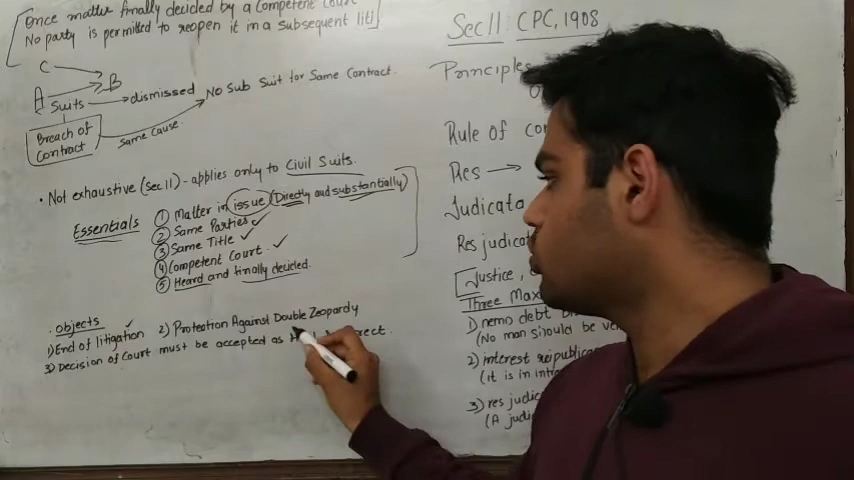 Once matter finally decided by a Competent Court
No party is permitted to reopen it in a subsequent liti
C
A
B
Suits
dismissed
No Sub Suit for Same Contract.
Breach of
Contract
Same Cause.
• Not exhaustive (Sec 11) - applies only to Civil Suits.
Essentials
① Matter in issue (Directly and substantially)
② Same Parties
③ Same Title
④ Competent Court.
⑤ Heard and finally decided.
Objects
1) End of litigation 2) Protection Against Double Zeopardy
3) Decision of Court must be accepted as
Sec 11 : CPC, 1908
Principles
Rule of
Res
Judicata
Res judicat
Justice,
Three Max
1) nemo debt
(No man should be
2) interest
(it is in
3) res judic
(A judi